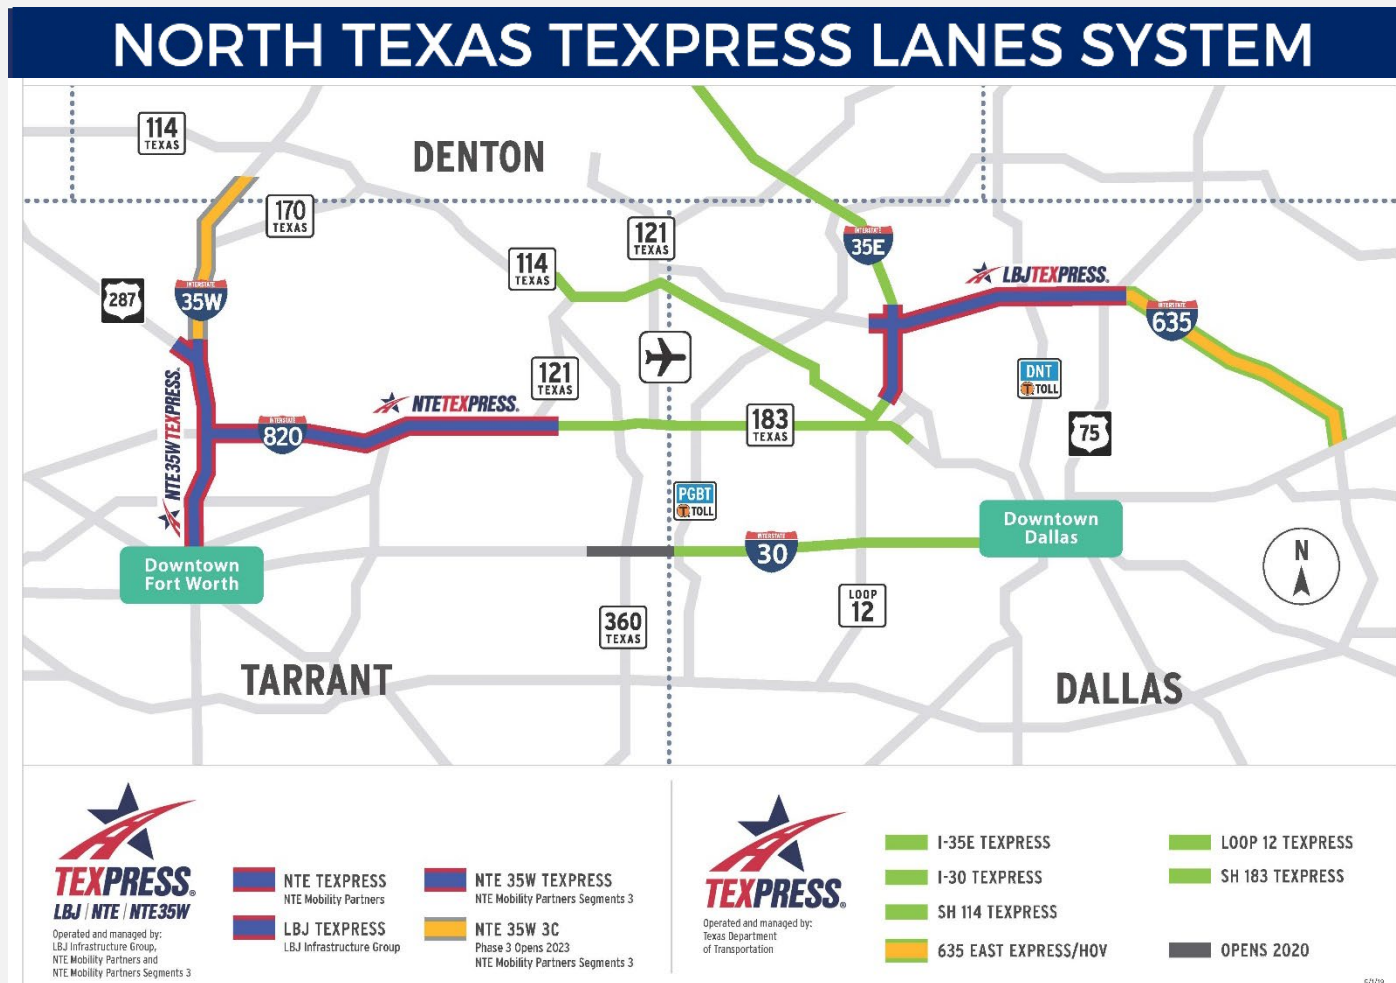 NORTH TEXAS TEXPRESS LANES SYSTEM
114
TEXAS
DENTON
170
TEXAS
121
TEXAS
INTERSTATE
35E
114
TEXAS
LBJTEXPRESS.
287
INTERSTATE
35W
INTERSTATE
635
121
TEXAS
DNT
T TOLL
NTE35WTEXPRESS.
NTETEXPRESS.
INTERSTATE
820
183
TEXAS
75
PGBT
T TOLL
Downtown
Dallas
INTERSTATE
30
Downtown
Fort Worth
N
LOOP
12
360
TEXAS
TARRANT
DALLAS
TEXPRESS®
LBJ | NTE | NTE35W
Operated and managed by:
LBJ Infrastructure Group,
NTE Mobility Partners and
NTE Mobility Partners Segments 3
NTE TEXPRESS
NTE Mobility Partners
LBJ TEXPRESS
LBJ Infrastructure Group
NTE 35W TEXPRESS
NTE Mobility Partners Segments 3
NTE 35W 3C
Phase 3 Opens 2023
NTE Mobility Partners Segments 3
TEXPRESS®
Operated and managed by:
Texas Department
of Transportation
I-35E TEXPRESS
I-30 TEXPRESS
SH 114 TEXPRESS
635 EAST EXPRESS/HOV
LOOP 12 TEXPRESS
SH 183 TEXPRESS
OPENS 2020